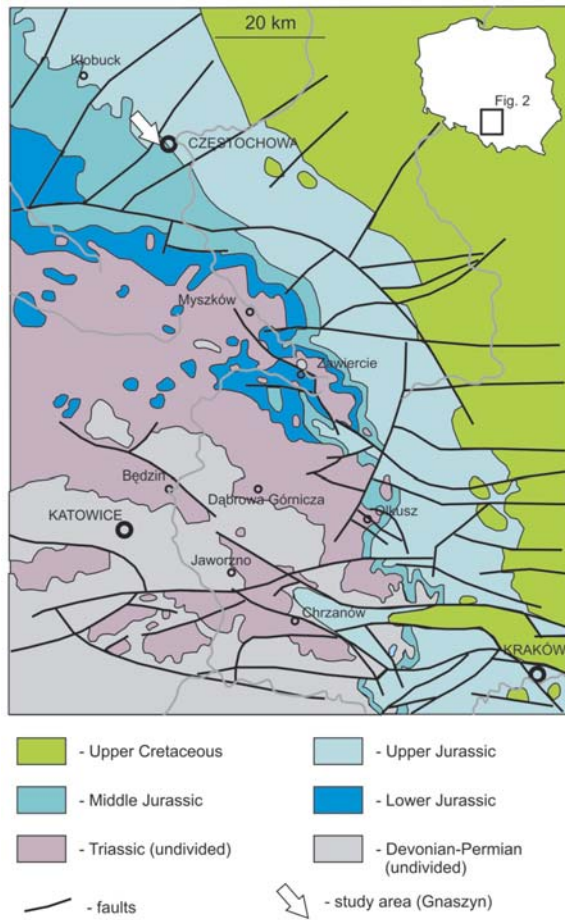 20 km
Kłobuck
Fig. 2
CZĘSTOCHOWA
Myszków
Zawiercie
Będzin
Dąbrowa Górnicza
Olkusz
KATOWICE
Jaworzno
Chrzanów
KRAKÓW
- Upper Cretaceous
- Upper Jurassic
- Middle Jurassic
- Lower Jurassic
- Triassic (undivided)
- Devonian-Permian
(undivided)
- faults
- study area (Gnaszyn)